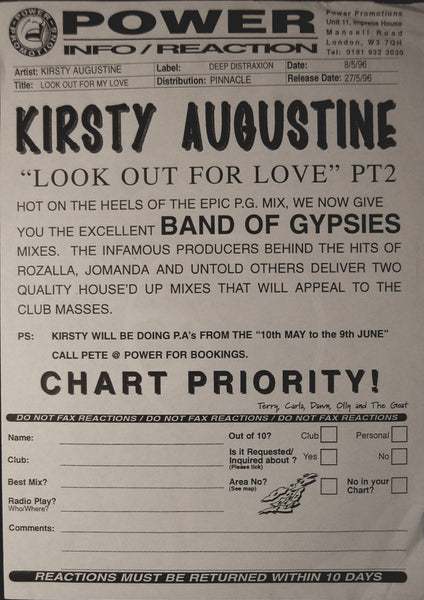 POWER PROMOTIONS
POWER
INFO/REACTION
Power Promotions
Unit 11, Impress House
Mansell Road
London, W3 7QH
Tel: 0181 932 3030
Artist: KIRSTY AUGUSTINE Label: DEEP DISTRAXION Date: 8/5/96
Title: LOOK OUT FOR MY LOVE Distribution: PINNACLE Release Date: 27/5/96
KIRSTY AUGUSTINE
“LOOK OUT FOR LOVE” PT2
HOT ON THE HEELS OF THE EPIC P.G. MIX, WE NOW GIVE
YOU THE EXCELLENT BAND OF GYPSIES
MIXES. THE INFAMOUS PRODUCERS BEHIND THE HITS OF
ROZALLA, JOMANDA AND UNTOLD OTHERS DELIVER TWO
QUALITY HOUSE'D UP MIXES THAT WILL APPEAL TO THE
CLUB MASSES.
PS: KIRSTY WILL BE DOING P.A's FROM THE “10th MAY to the 9th JUNE”
CALL PETE @ POWER FOR BOOKINGS.
CHART PRIORITY!
Terry, Carla, Dawn, Olly and The Goat
DO NOT FAX REACTIONS / DO NOT FAX REACTIONS / DO NOT FAX REACTIONS
Name: Out of 10? Club Personal
Club: Is it Requested/ Inquired about ? (Please tick) Yes No
Best Mix? Area No? (See map) No in your Chart?
Radio Play? Who/Where?
Comments:
REACTIONS MUST BE RETURNED WITHIN 10 DAYS